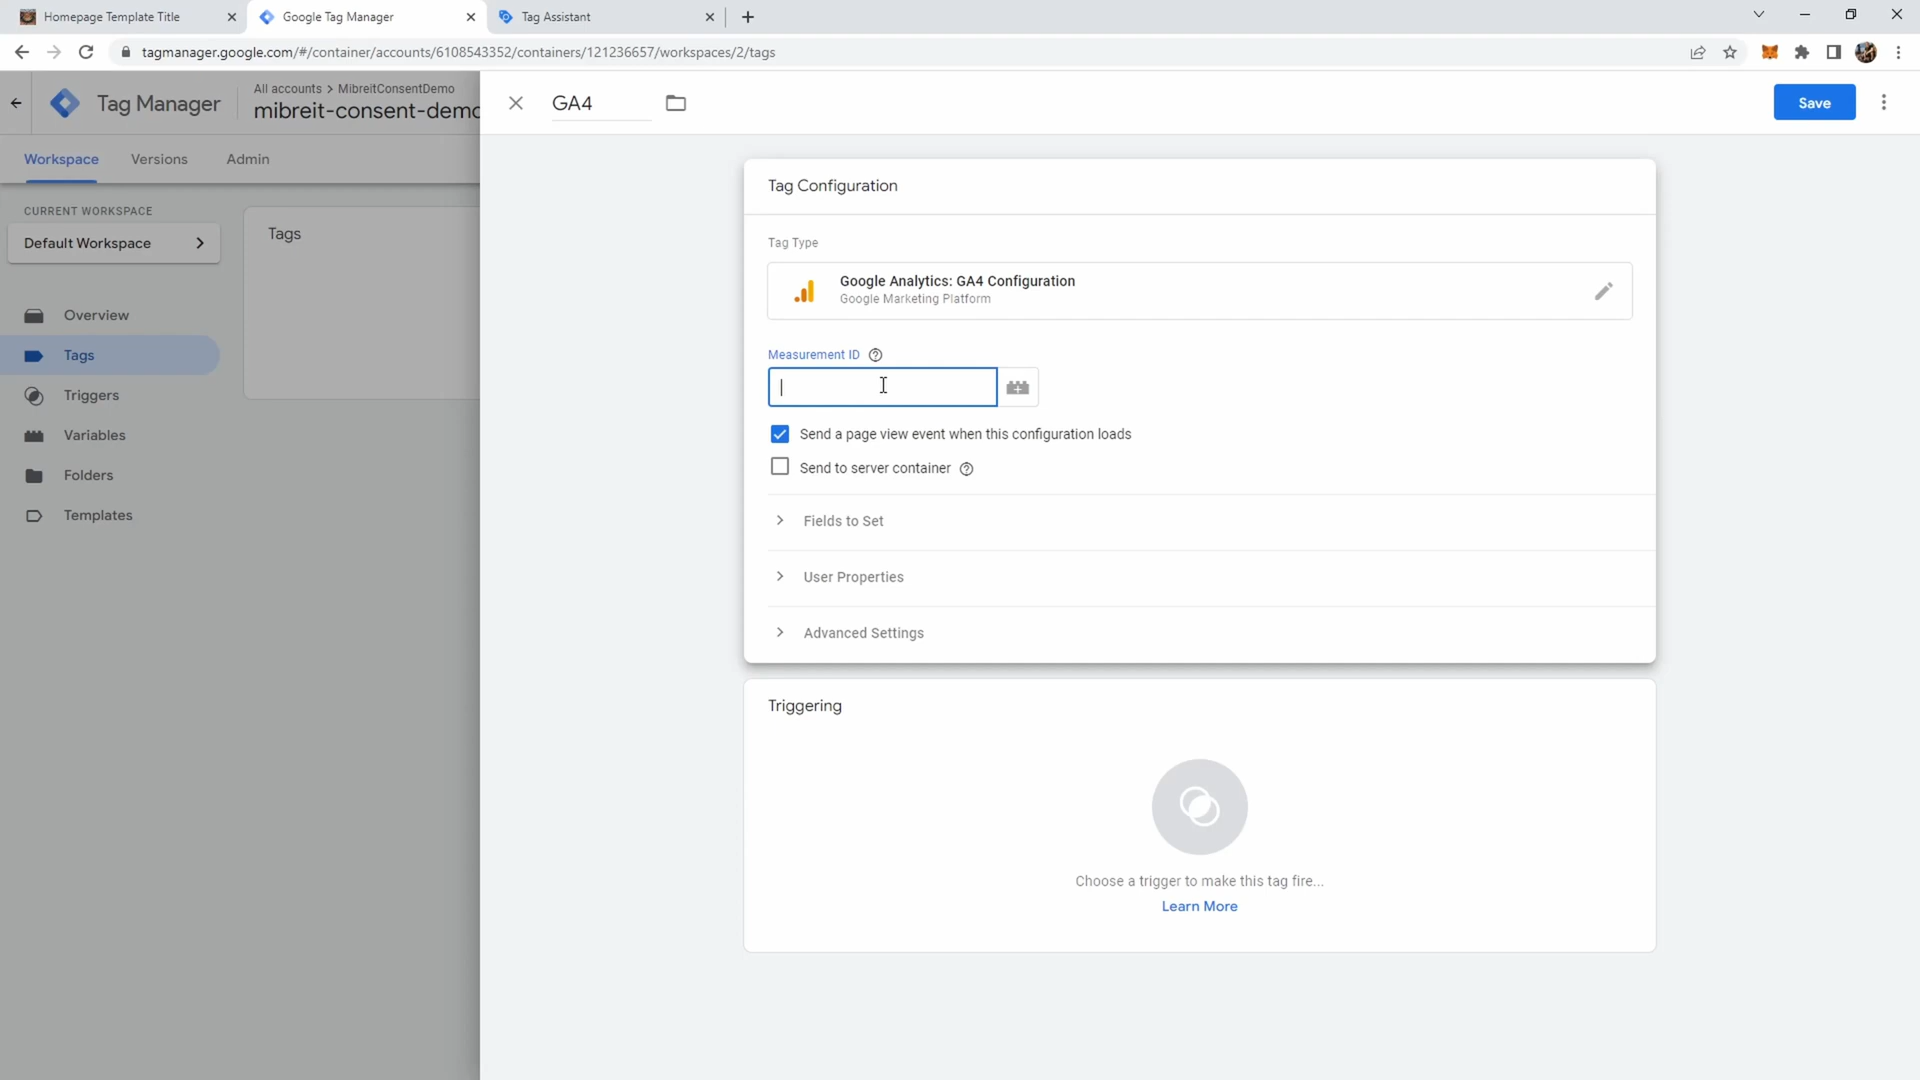 Homepage Template Title
Google Tag Manager
Tag Assistant
tagmanager.google.com/#/container/accounts/6108543352/containers/121236657/workspaces/2/tags
Tag Manager
All accounts > MibreitConsentDemo
mibreit-consent-demo
GA4
Save
Workspace
Versions
Admin
CURRENT WORKSPACE
Default Workspace
Overview
Tags
Triggers
Variables
Folders
Templates
Tags
Tag Configuration
Tag Type
Google Analytics: GA4 Configuration
Google Marketing Platform
Measurement ID
Send a page view event when this configuration loads
Send to server container
Fields to Set
User Properties
Advanced Settings
Triggering
Choose a trigger to make this tag fire...
Learn More